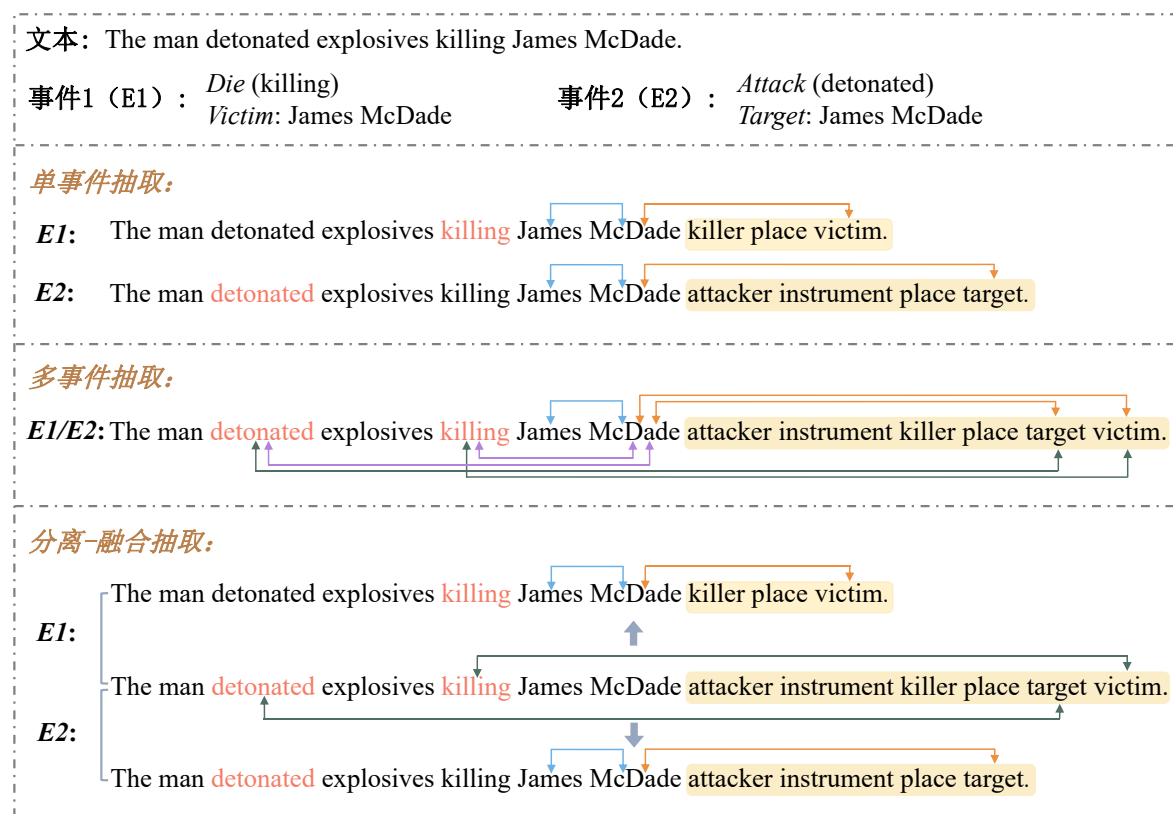 文本: The man detonated explosives killing James McDade.
事件1（E1）: Die (killing)
Victim: James McDade
事件2（E2）: Attack (detonated)
Target: James McDade
单事件抽取:
E1: The man detonated explosives killing James McDade killer place victim.
E2: The man detonated explosives killing James McDade attacker instrument place target.
多事件抽取:
E1/E2: The man detonated explosives killing James McDade attacker instrument killer place target victim.
分离-融合抽取:
The man detonated explosives killing James McDade killer place victim.
E1:
The man detonated explosives killing James McDade attacker instrument killer place target victim.
E2:
The man detonated explosives killing James McDade attacker instrument place target.